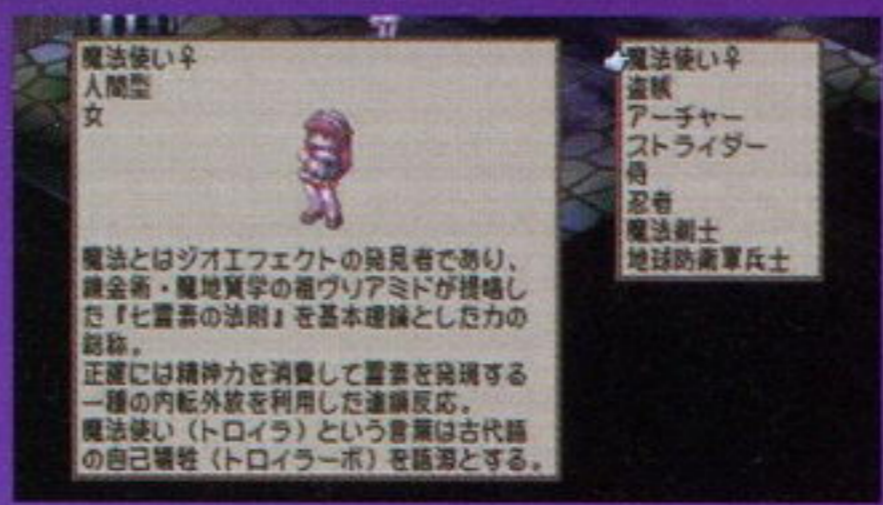 魔法使い♀
人間型
女
魔法とはジオエフェクトの発見者であり、
錬金術・魔地質学の祖ヴリアミドが提唱し
た『七霊素の法則』を基本理論とした力の
総称。
正確には精神力を消費して霊素を発現する
一種の内転外放を利用した連鎖反応。
魔法使い（トロイラ）という言葉は古代語
の自己犠牲（トロイラーボ）を語源とする。
魔法使い♀
盗賊
アーチャー
ストライダー
侍
忍者
魔法剣士
地球防衛軍兵士